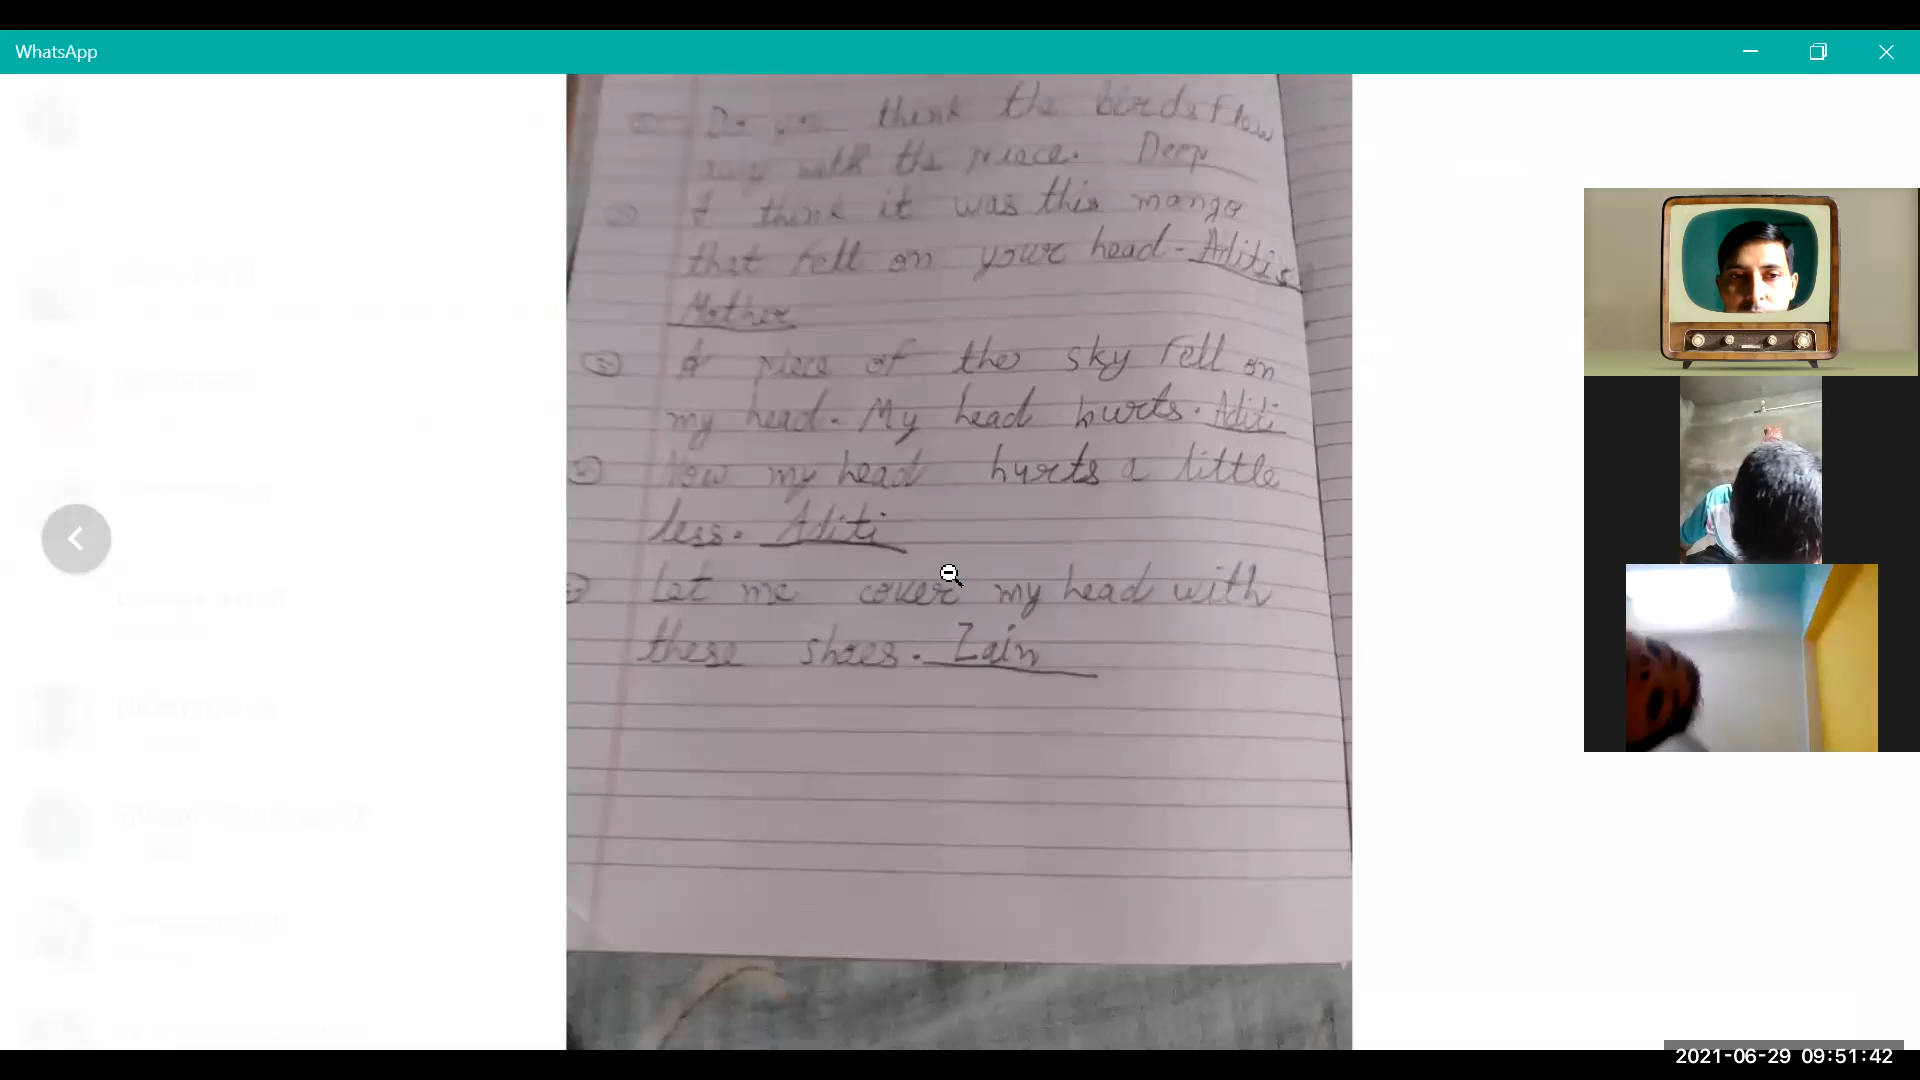 WhatsApp
think the birds flew
with the piece. Deep
I think it was this mango
that fell on your head - Aditi's
Mother
A piece of the sky fell on
my head. My head hurts. Aditi
Now my head hurts a little
less. Aditi
Let me cover my head with
these shoes. Zain
2021-06-29 09:51:42